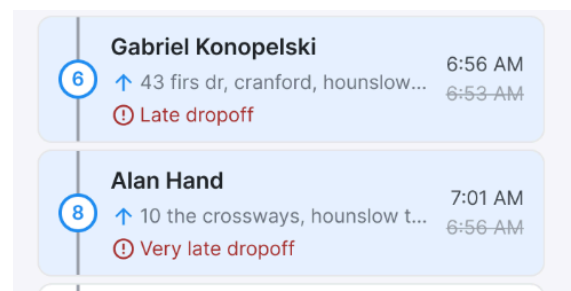 Gabriel Konopelski
6
6:56 AM
43 firs dr, cranford, hounslow...
6:53 AM
Late dropoff
Alan Hand
8
7:01 AM
10 the crossways, hounslow t...
6:56 AM
Very late dropoff